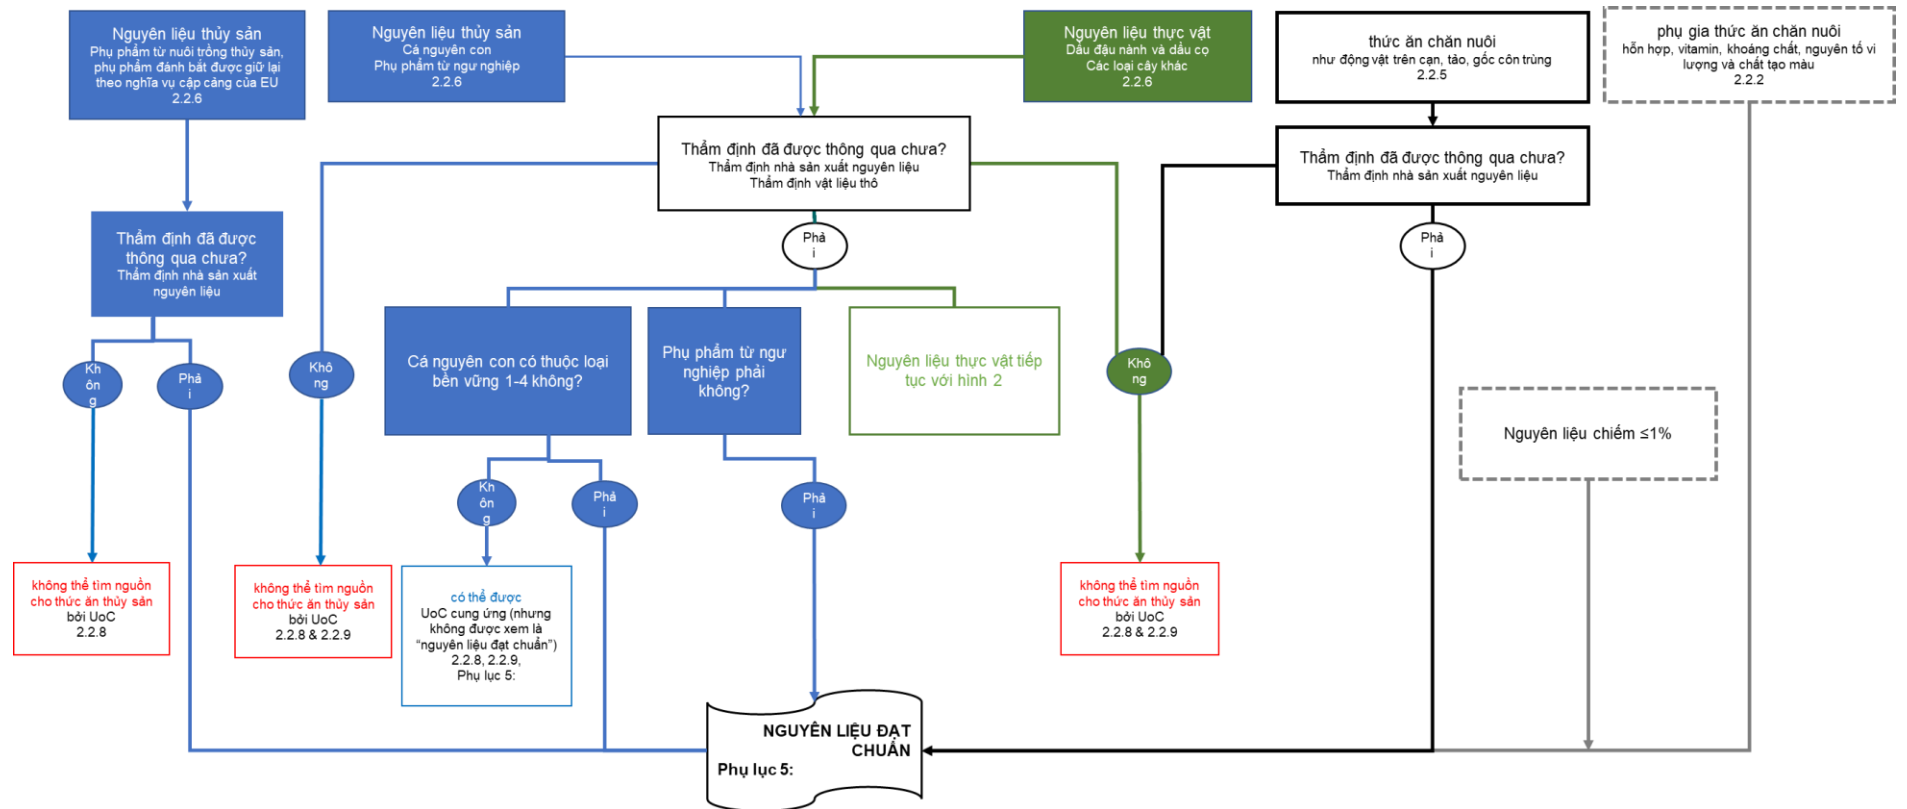 Nguyên liệu thủy sản
Phụ phẩm từ nuôi trồng thủy sản,
phụ phẩm đánh bắt được giữ lại
theo nghĩa vụ cập cảng của EU
2.2.6
Nguyên liệu thủy sản
Cá nguyên con
Phụ phẩm từ ngư nghiệp
2.2.6
Nguyên liệu thực vật
Dầu đậu nành và dầu cọ
Các loại cây khác
2.2.6
thức ăn chăn nuôi
như động vật trên cạn, tảo, gốc côn trùng
2.2.5
phụ gia thức ăn chăn nuôi
hỗn hợp, vitamin, khoáng chất, nguyên tố vi
lượng và chất tạo màu
2.2.2
Thẩm định đã được
thông qua chưa?
Thẩm định nhà sản xuất
nguyên liệu
Thẩm định đã được thông qua chưa?
Thẩm định nhà sản xuất nguyên liệu
Thẩm định vật liệu thô
Thẩm định đã được thông qua chưa?
Thẩm định nhà sản xuất nguyên liệu
Phả
i
Phả
i
Kh
ôn
g
Phả
i
Khô
ng
Cá nguyên con có thuộc loại
bền vững 1-4 không?
Phụ phẩm từ ngư
nghiệp phải
không?
Nguyên liệu thực vật tiếp
tục với hình 2
Khô
ng
Nguyên liệu chiếm ≤1%
Kh
ôn
g
Phả
i
Phả
i
không thể tìm nguồn
cho thức ăn thủy sản
bởi UoC
2.2.8
không thể tìm nguồn
cho thức ăn thủy sản
bởi UoC
2.2.8 & 2.2.9
có thể được
UoC cung ứng (nhưng
không được xem là
“nguyên liệu đạt chuẩn”)
2.2.8, 2.2.9,
Phụ lục 5:
không thể tìm nguồn
cho thức ăn thủy sản
bởi UoC
2.2.8 & 2.2.9
NGUYÊN LIỆU ĐẠT
CHUẨN
Phụ lục 5: